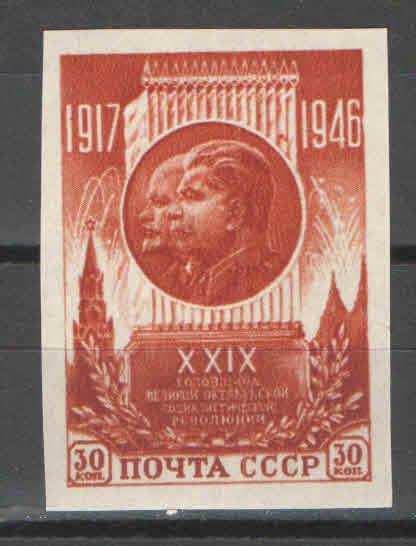 1917 1946
XXIX
ГОДОВЩИНА
ВЕЛИКОЙ ОКТЯБРЬСКОЙ
СОЦИАЛИСТИЧЕСКОЙ
РЕВОЛЮЦИИ
30 КОП. ПОЧТА СССР 30 КОП.